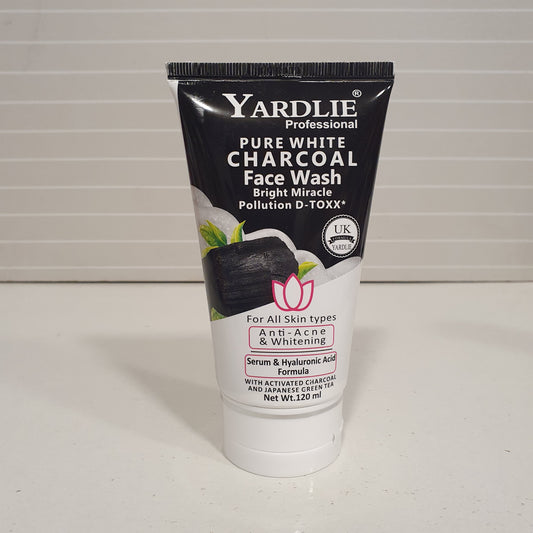 YARDLIE®
Professional
PURE WHITE
CHARCOAL
Face Wash
Bright Miracle
Pollution D-TOXX*
UK
YARDLIE
For All Skin types
Anti-Acne
& Whitening
Serum & Hyaluronic Acid
Formula
WITH ACTIVATED CHARCOAL
AND JAPANESE GREEN TEA
Net Wt.120 ml